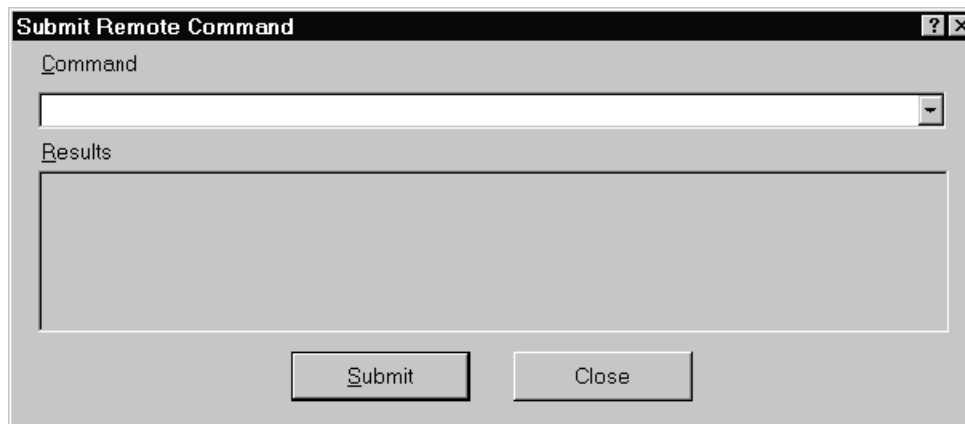 Submit Remote Command
Command
Results
Submit
Close